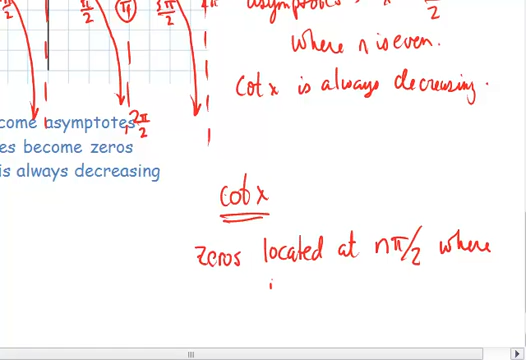 asymptotes
π/2
π
3π/2
π/2
where n is even.
cot x is always decreasing.
2π/2
come asymptotes
es become zeros
is always decreasing
cot x
zeros located at nπ/2 where
i